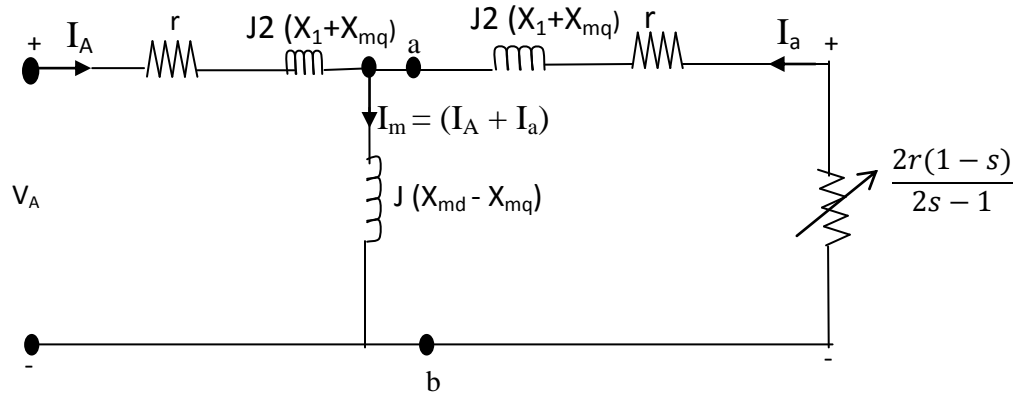 + I_A r J2 (X_1+X_mq) a J2 (X_1+X_mq) r I_a +
I_m = (I_A + I_a)
V_A J (X_md - X_mq) 2r(1 − s)
2s − 1
- b -